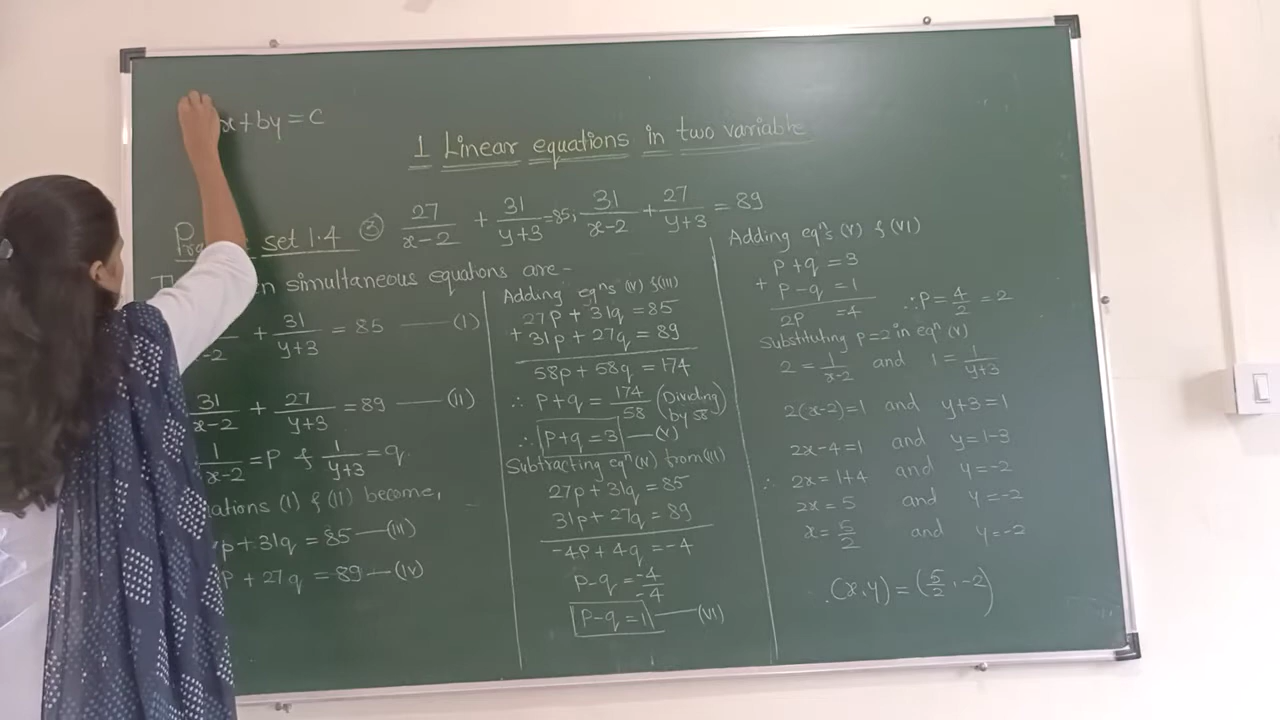 x+by=c
1 Linear equations in two variable
set 1.4 ③ 27/(x-2) + 31/(y+3) = 85, 31/(x-2) + 27/(y+3) = 89
simultaneous equations are-
+ 31/(y+3) = 85 —— (I)
31/(x-2) + 27/(y+3) = 89 —— (II)
1/(x-2) = p & 1/(y+3) = q.
ations (I) & (II) become,
p + 31q = 85 — (III)
p + 27q = 89 — (IV)
Adding eqns (IV) & (III)
27p + 31q = 85
+ 31p + 27q = 89
58p + 58q = 174
∴ p+q = 174/58 (Dividing by 58)
∴ p+q = 3 — (V)
Subtracting eqn (IV) from (III)
27p + 31q = 85
31p + 27q = 89
-4p + 4q = -4
p-q = -4/-4
p-q = 1 —— (VI)
Adding eqns (V) & (VI)
p+q = 3
+ p-q = 1
2p = 4 ∴ p = 4/2 = 2
Substituting p=2 in eqn (V)
2 = 1/(x-2) and 1 = 1/(y+3)
2(x-2)=1 and y+3=1
2x-4=1 and y=1-3
∴ 2x=1+4 and y=-2
2x=5 and y=-2
x=5/2 and y=-2
(x,y) = (5/2, -2)